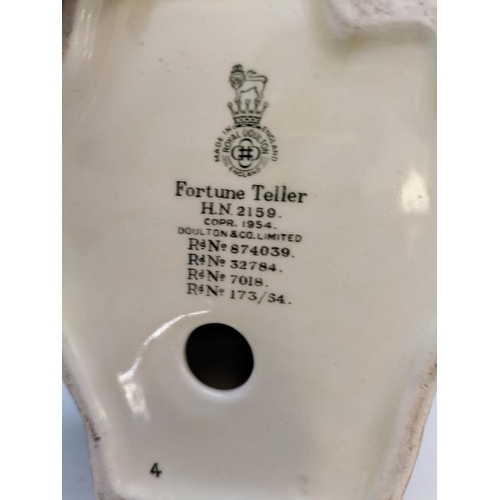 MADE IN ENGLAND
ROYAL DOULTON
ENGLAND
Fortune Teller
H.N. 2159.
COPR. 1954.
DOULTON & CO. LIMITED
Rd No 874039.
Rd No 32784.
Rd No 7018.
Rd No 173/54.
4